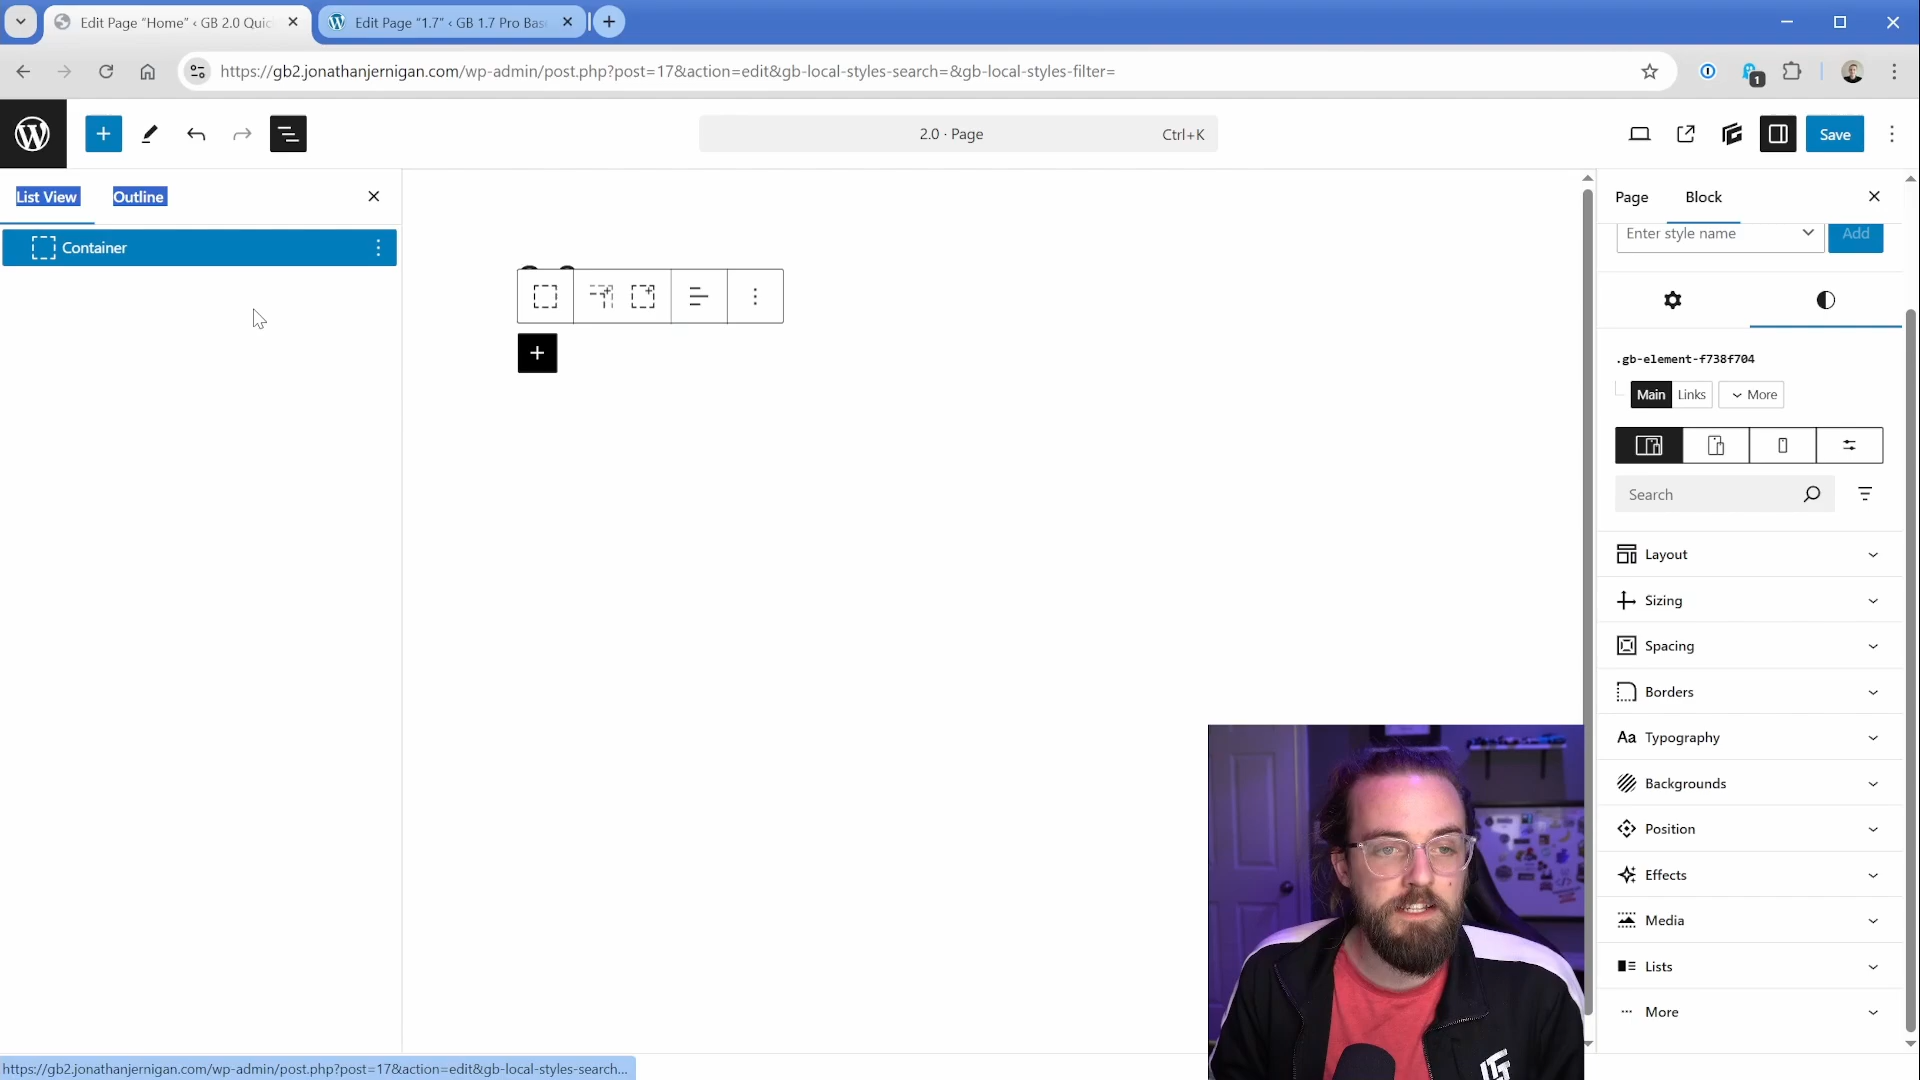 Edit Page “Home” ‹ GB 2.0 Quic
Edit Page “1.7” ‹ GB 1.7 Pro Bas
https://gb2.jonathanjernigan.com/wp-admin/post.php?post=17&action=edit&gb-local-styles-search=&gb-local-styles-filter=
1
2.0 · Page
Ctrl+K
Save
List View
Outline
Page
Block
Container
Enter style name
Add
.gb-element-f738f704
Main
Links
More
Search
Layout
Sizing
Spacing
Borders
Aa Typography
Backgrounds
Position
Effects
Media
Lists
More
https://gb2.jonathanjernigan.com/wp-admin/post.php?post=17&action=edit&gb-local-styles-search...